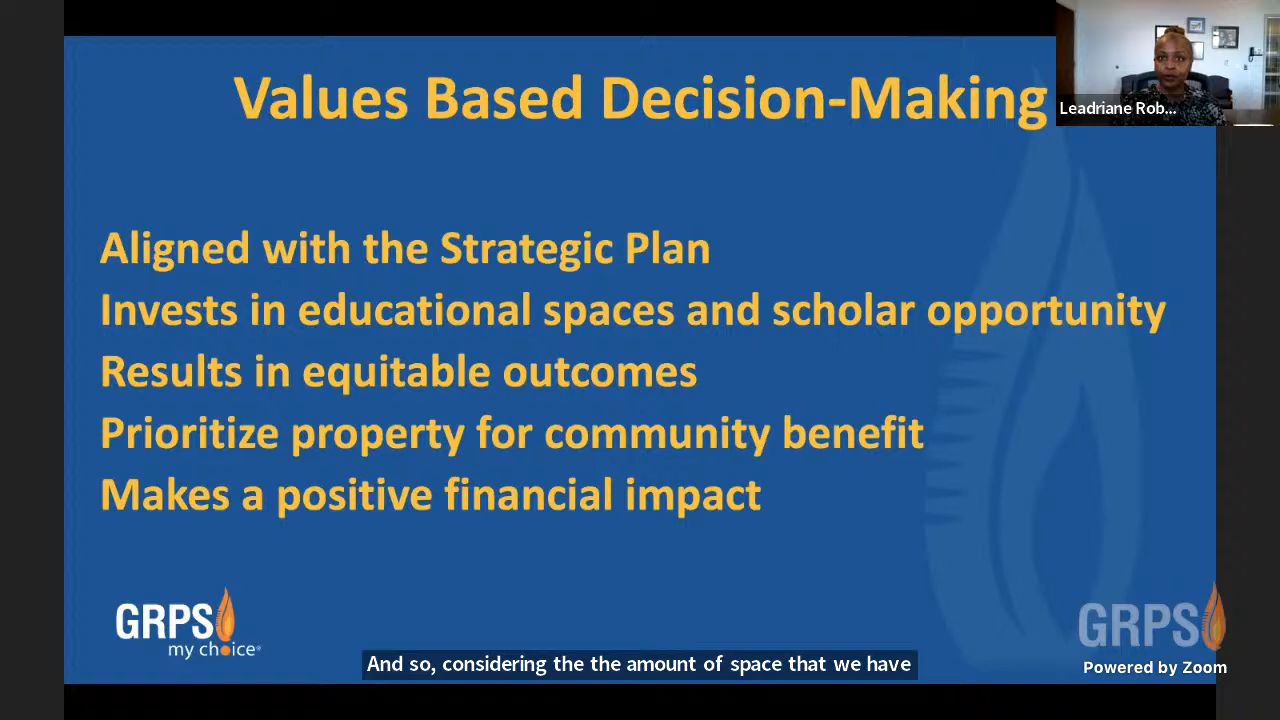 Values Based Decision-Making
Leadriane Rob...
Aligned with the Strategic Plan
Invests in educational spaces and scholar opportunity
Results in equitable outcomes
Prioritize property for community benefit
Makes a positive financial impact
GRPS
my choice
GRPS
Powered by Zoom
And so, considering the the amount of space that we have